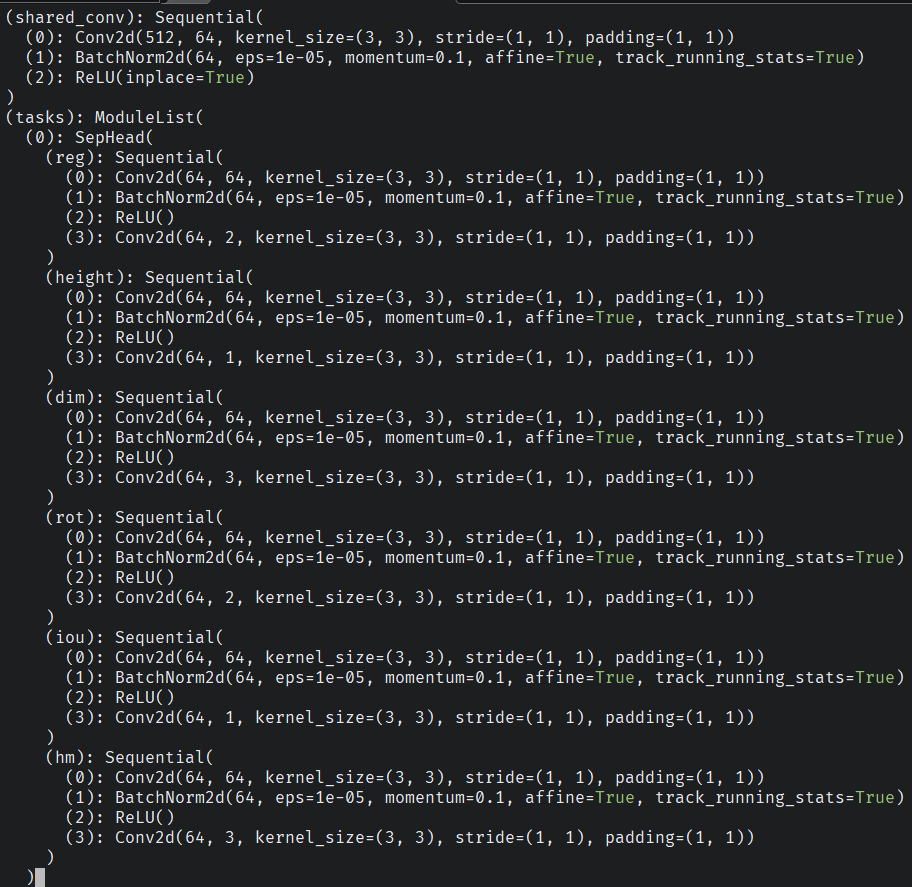 (shared_conv): Sequential(
  (0): Conv2d(512, 64, kernel_size=(3, 3), stride=(1, 1), padding=(1, 1))
  (1): BatchNorm2d(64, eps=1e-05, momentum=0.1, affine=True, track_running_stats=True)
  (2): ReLU(inplace=True)
)
(tasks): ModuleList(
  (0): SepHead(
    (reg): Sequential(
      (0): Conv2d(64, 64, kernel_size=(3, 3), stride=(1, 1), padding=(1, 1))
      (1): BatchNorm2d(64, eps=1e-05, momentum=0.1, affine=True, track_running_stats=True)
      (2): ReLU()
      (3): Conv2d(64, 2, kernel_size=(3, 3), stride=(1, 1), padding=(1, 1))
    )
    (height): Sequential(
      (0): Conv2d(64, 64, kernel_size=(3, 3), stride=(1, 1), padding=(1, 1))
      (1): BatchNorm2d(64, eps=1e-05, momentum=0.1, affine=True, track_running_stats=True)
      (2): ReLU()
      (3): Conv2d(64, 1, kernel_size=(3, 3), stride=(1, 1), padding=(1, 1))
    )
    (dim): Sequential(
      (0): Conv2d(64, 64, kernel_size=(3, 3), stride=(1, 1), padding=(1, 1))
      (1): BatchNorm2d(64, eps=1e-05, momentum=0.1, affine=True, track_running_stats=True)
      (2): ReLU()
      (3): Conv2d(64, 3, kernel_size=(3, 3), stride=(1, 1), padding=(1, 1))
    )
    (rot): Sequential(
      (0): Conv2d(64, 64, kernel_size=(3, 3), stride=(1, 1), padding=(1, 1))
      (1): BatchNorm2d(64, eps=1e-05, momentum=0.1, affine=True, track_running_stats=True)
      (2): ReLU()
      (3): Conv2d(64, 2, kernel_size=(3, 3), stride=(1, 1), padding=(1, 1))
    )
    (iou): Sequential(
      (0): Conv2d(64, 64, kernel_size=(3, 3), stride=(1, 1), padding=(1, 1))
      (1): BatchNorm2d(64, eps=1e-05, momentum=0.1, affine=True, track_running_stats=True)
      (2): ReLU()
      (3): Conv2d(64, 1, kernel_size=(3, 3), stride=(1, 1), padding=(1, 1))
    )
    (hm): Sequential(
      (0): Conv2d(64, 64, kernel_size=(3, 3), stride=(1, 1), padding=(1, 1))
      (1): BatchNorm2d(64, eps=1e-05, momentum=0.1, affine=True, track_running_stats=True)
      (2): ReLU()
      (3): Conv2d(64, 3, kernel_size=(3, 3), stride=(1, 1), padding=(1, 1))
    )
  )